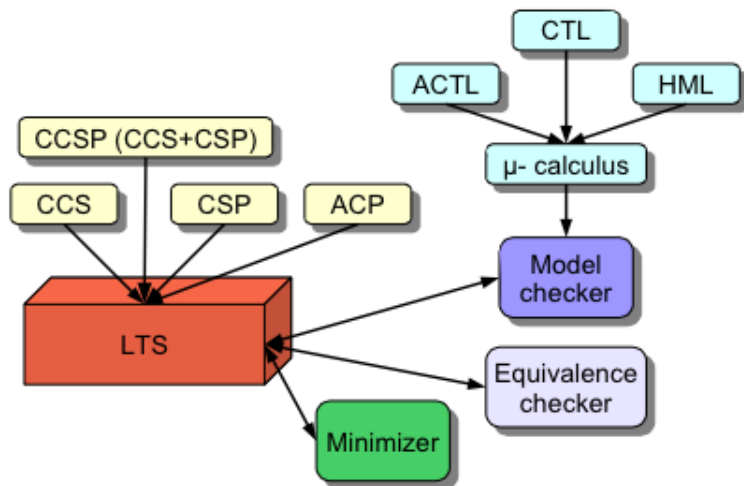 CTL
ACTL
HML
CCSP (CCS+CSP)
μ- calculus
CCS
CSP
ACP
Model
checker
LTS
Equivalence
checker
Minimizer